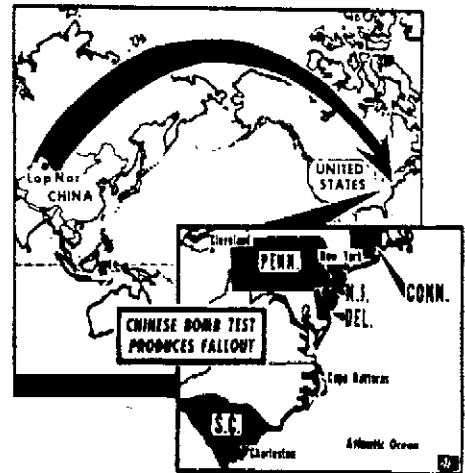 Lop Nor
CHINA
UNITED
STATES
CHINESE BOMB TEST
PRODUCES FALLOUT
Cleveland
PENN.
New York
N.J.
CONN.
DEL.
Cape Hatteras
S.C.
Charleston
Atlantic Ocean